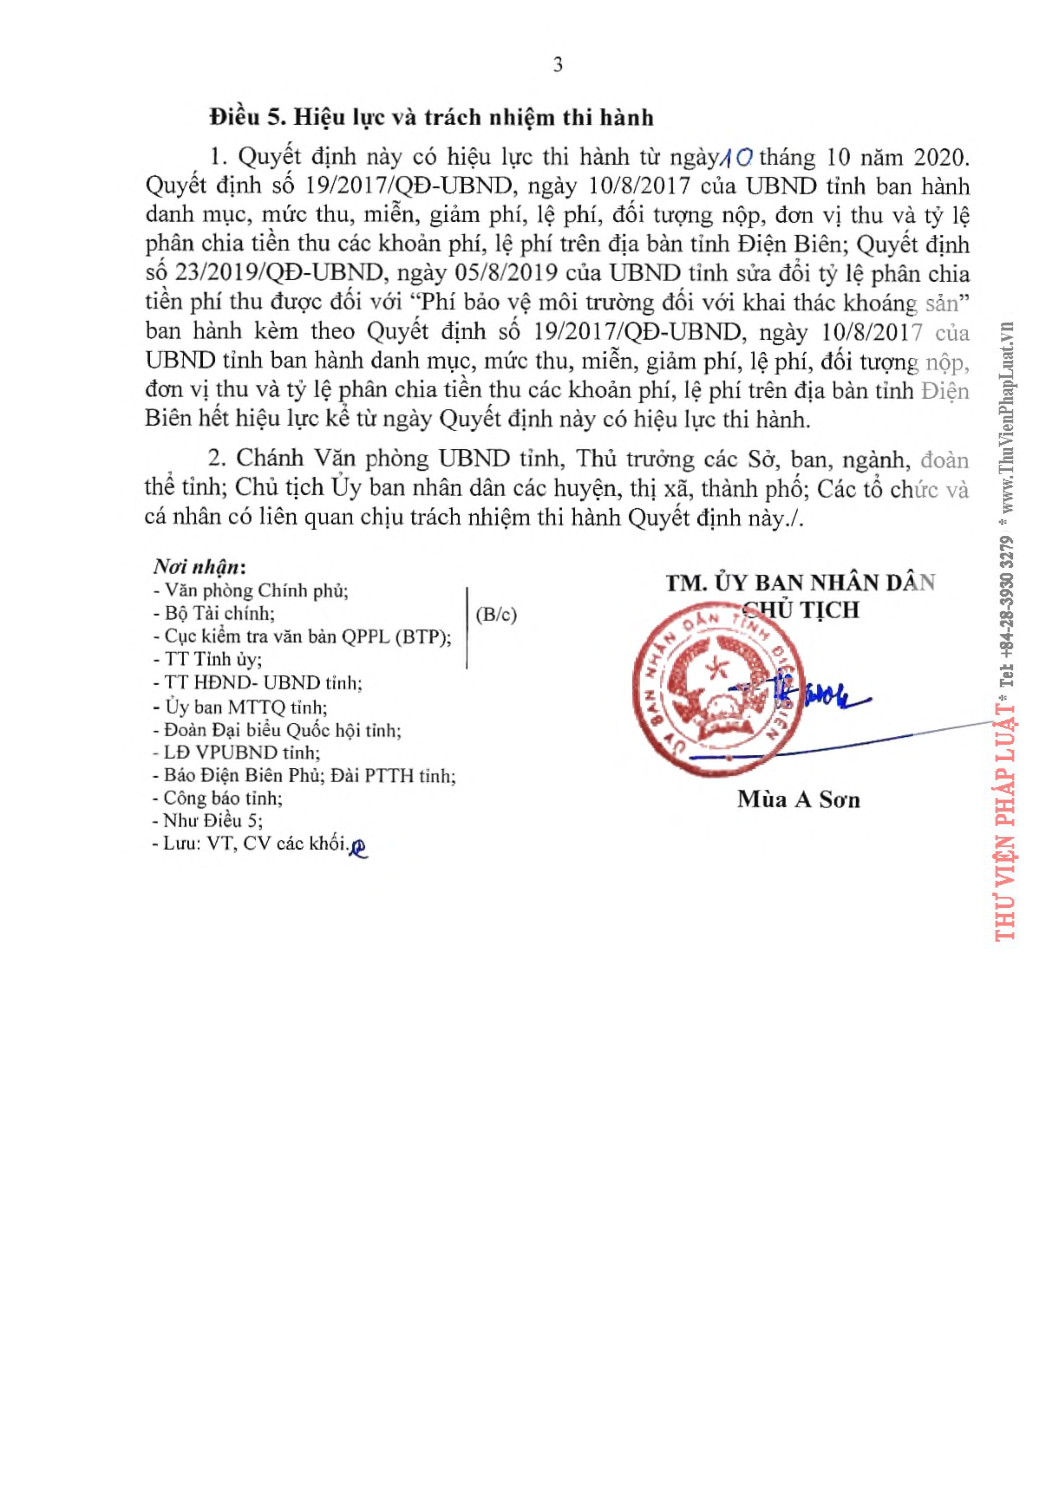 3
Điều 5. Hiệu lực và trách nhiệm thi hành
1. Quyết định này có hiệu lực thi hành từ ngày 10 tháng 10 năm 2020.
Quyết định số 19/2017/QĐ-UBND, ngày 10/8/2017 của UBND tỉnh ban hành
danh mục, mức thu, miễn, giảm phí, lệ phí, đối tượng nộp, đơn vị thu và tỷ lệ
phân chia tiền thu các khoản phí, lệ phí trên địa bàn tỉnh Điện Biên; Quyết định
số 23/2019/QĐ-UBND, ngày 05/8/2019 của UBND tỉnh sửa đổi tỷ lệ phân chia
tiền phí thu được đối với “Phí bảo vệ môi trường đối với khai thác khoáng sản”
ban hành kèm theo Quyết định số 19/2017/QĐ-UBND, ngày 10/8/2017 của
UBND tỉnh ban hành danh mục, mức thu, miễn, giảm phí, lệ phí, đối tượng nộp,
đơn vị thu và tỷ lệ phân chia tiền thu các khoản phí, lệ phí trên địa bàn tỉnh Điện
Biên hết hiệu lực kể từ ngày Quyết định này có hiệu lực thi hành.
2. Chánh Văn phòng UBND tỉnh, Thủ trưởng các Sở, ban, ngành, đoàn
thể tỉnh; Chủ tịch Ủy ban nhân dân các huyện, thị xã, thành phố; Các tổ chức và
cá nhân có liên quan chịu trách nhiệm thi hành Quyết định này./.
Nơi nhận:
- Văn phòng Chính phủ;
- Bộ Tài chính;
- Cục kiểm tra văn bản QPPL (BTP);
- TT Tỉnh ủy;
(B/c)
- TT HĐND- UBND tỉnh;
- Ủy ban MTTQ tỉnh;
- Đoàn Đại biểu Quốc hội tỉnh;
- LĐ VPUBND tỉnh;
- Báo Điện Biên Phủ; Đài PTTH tỉnh;
- Công báo tỉnh;
- Như Điều 5;
- Lưu: VT, CV các khối.
TM. ỦY BAN NHÂN DÂN
CHỦ TỊCH
ỦY BAN NHÂN DÂN TỈNH ĐIỆN BIÊN
Mùa A Sơn
THƯ VIỆN PHÁP LUẬT * Tel: +84-28-3930 3279 * www.ThuVienPhapLuat.vn